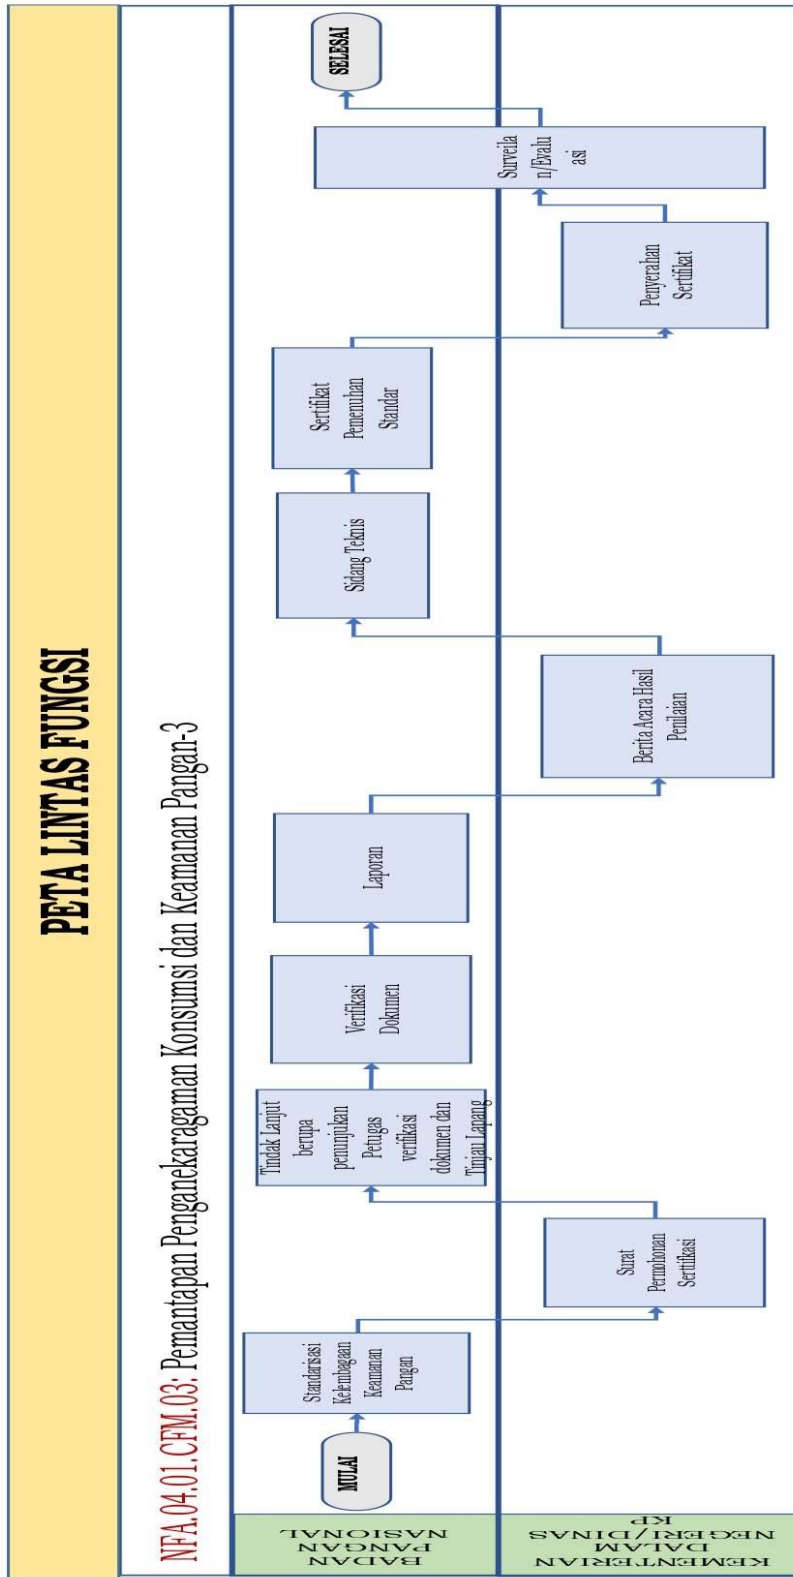 PETA LINTAS FUNGSI
NFA.04.01.CFM.03: Pemantapan Penganekaragaman Konsumsi dan Keamanan Pangan-3
BADAN
PANGAN
NASIONAL
MULAI
Standarisasi
Kelembagaan
Keamanan
Pangan
Tindak Lanjut
berupa
penunjukan
Petugas
verifikasi
dokumen dan
Tinjau Lapang
Verifikasi
Dokumen
Laporan
Sidang Teknis
Sertifikat
Pemenuhan
Standar
SELESAI
KEMENTERIAN
DALAM
NEGERI/DINAS
KP
Surat
Permohonan
Serttifkasi
Berita Acara Hasil
Penilaian
Penyerahan
Sertifikat
Surveila
n/Evalu
asi